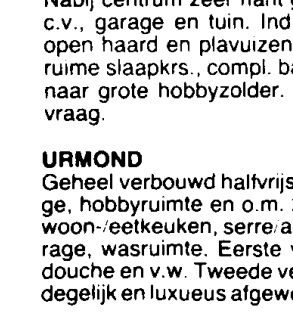 Nabij centrum zeer
c.v., garage en tuin. Ind
open haard en plavuizen
ruime slaapkrs., compl. ba
naar grote hobbyzolder.
vraag.
URMOND
Geheel verbouwd halfvrijs
ge, hobbyruimte en o.m.
woon-/eetkeuken, serre/a
rage, wasruimte. Eerste v
douche en v.w. Tweede ve
degelijk en luxueus afgewe